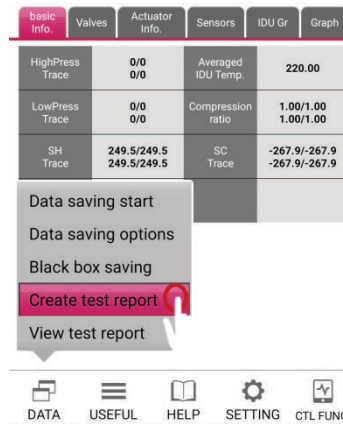 basic Info. Valves Actuator Info. Sensors IDU Gr Graph
HighPress Trace 0/0 0/0 Averaged IDU Temp. 220.00
LowPress Trace 0/0 0/0 Compression ratio 1.00/1.00 1.00/1.00
SH Trace 249.5/249.5 249.5/249.5 SC Trace -267.9/-267.9 -267.9/-267.9
Data saving start
Data saving options
Black box saving
Create test report
View test report
DATA USEFUL HELP SETTING CTL FUNC